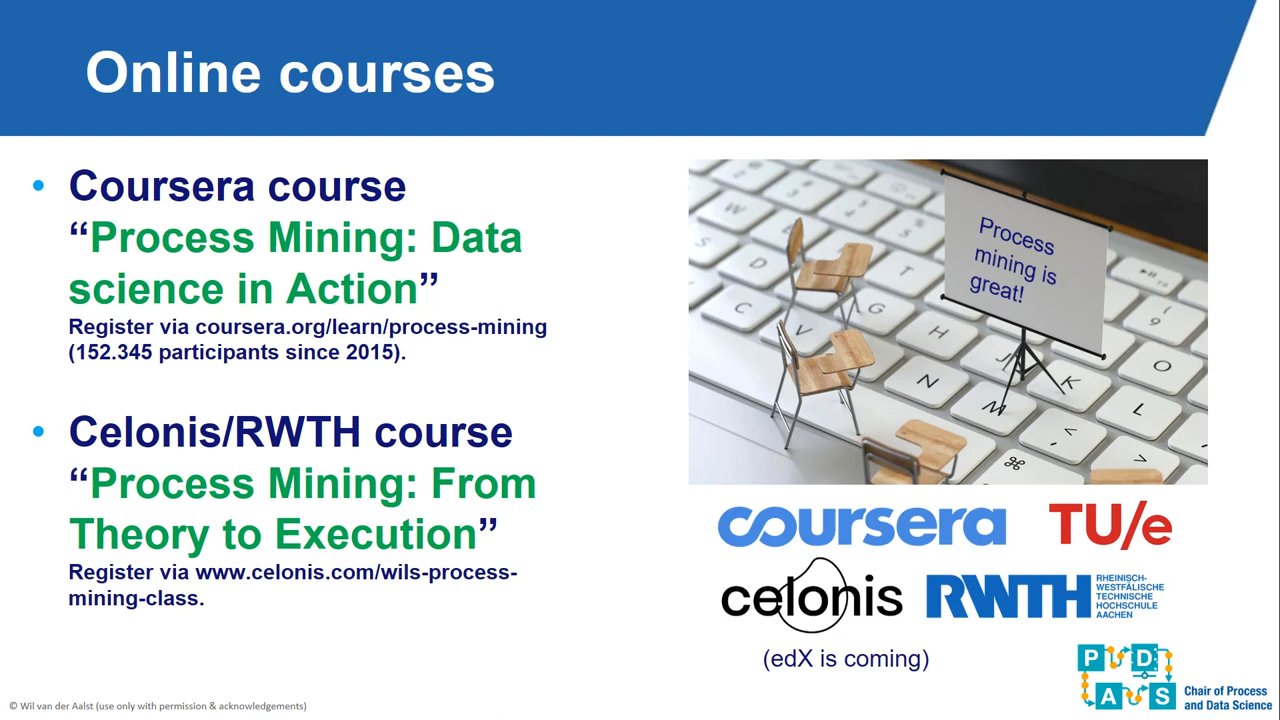 Online courses
• Coursera course
“Process Mining: Data
science in Action”
Register via coursera.org/learn/process-mining
(152.345 participants since 2015).
• Celonis/RWTH course
“Process Mining: From
Theory to Execution”
Register via www.celonis.com/wils-process-
mining-class.
Process
mining is
great!
coursera
TU/e
celonis
RWTH
RHEINISCH-
WESTFÄLISCHE
TECHNISCHE
HOCHSCHULE
AACHEN
(edX is coming)
P D
A S
Chair of Process
and Data Science
© Wil van der Aalst (use only with permission & acknowledgements)